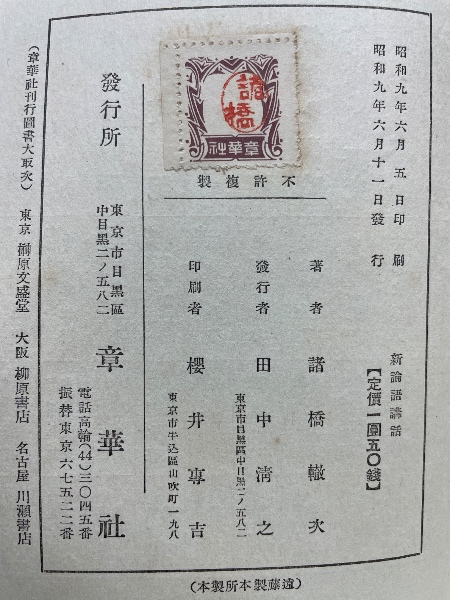 昭和九年六月五日印刷
昭和九年六月十一日發行
新論語講話
【定價一圓五〇錢】
諸橋
章華社
不許複製
著者 諸橋轍次
發行者 田中淸之
東京市目黑區中目黑二ノ五八二
印刷者 櫻井專吉
東京市牛込區山吹町一九八
發行所
東京市目黑區
中目黑二ノ五八二
章華社
電話高輪(44)三〇四五番
振替東京六七五二二番
(章華社刊行圖書大取次)
東京 榊原文盛堂 大阪 柳原書店 名古屋 川瀨書店
(遠藤製本所製本)